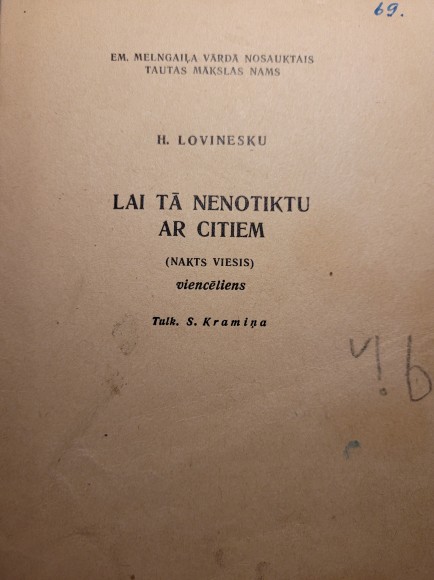 69.
EM. MELNGAIĻA VĀRDĀ NOSAUKTAIS
TAUTAS MĀKSLAS NAMS
H. LOVINESKU
LAI TĀ NENOTIKTU
AR CITIEM
(NAKTS VIESIS)
viencēliens
Tulk. S. Kramiņa